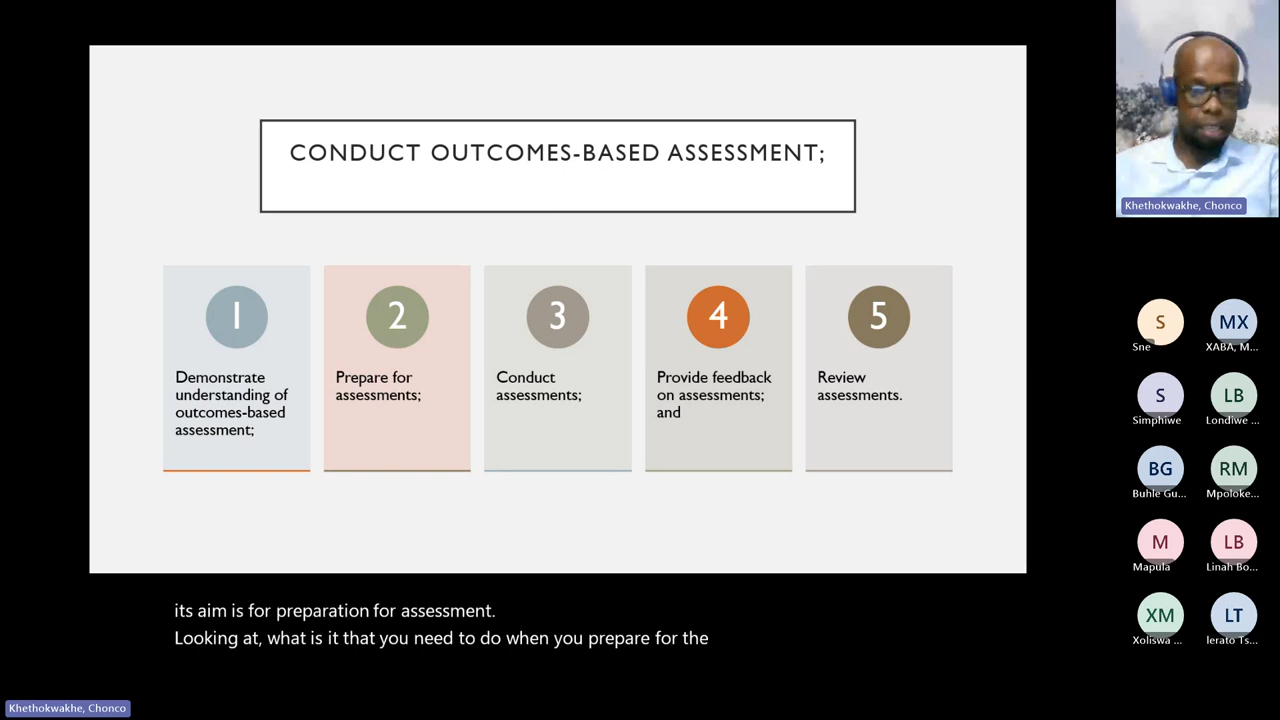 CONDUCT OUTCOMES-BASED ASSESSMENT;
1
Demonstrate
understanding of
outcomes-based
assessment;
2
Prepare for
assessments;
3
Conduct
assessments;
4
Provide feedback
on assessments;
and
5
Review
assessments.
its aim is for preparation for assessment.
Looking at, what is it that you need to do when you prepare for the
Khethokwakhe, Chonco
Khethokwakhe, Chonco
S
Sne
MX
XABA, M...
S
Simphiwe
LB
Londiwe ...
BG
Buhle Gu...
RM
Mpoloke...
M
Mapula
LB
Linah Bo...
XM
Xoliswa ...
LT
lerato Ts...